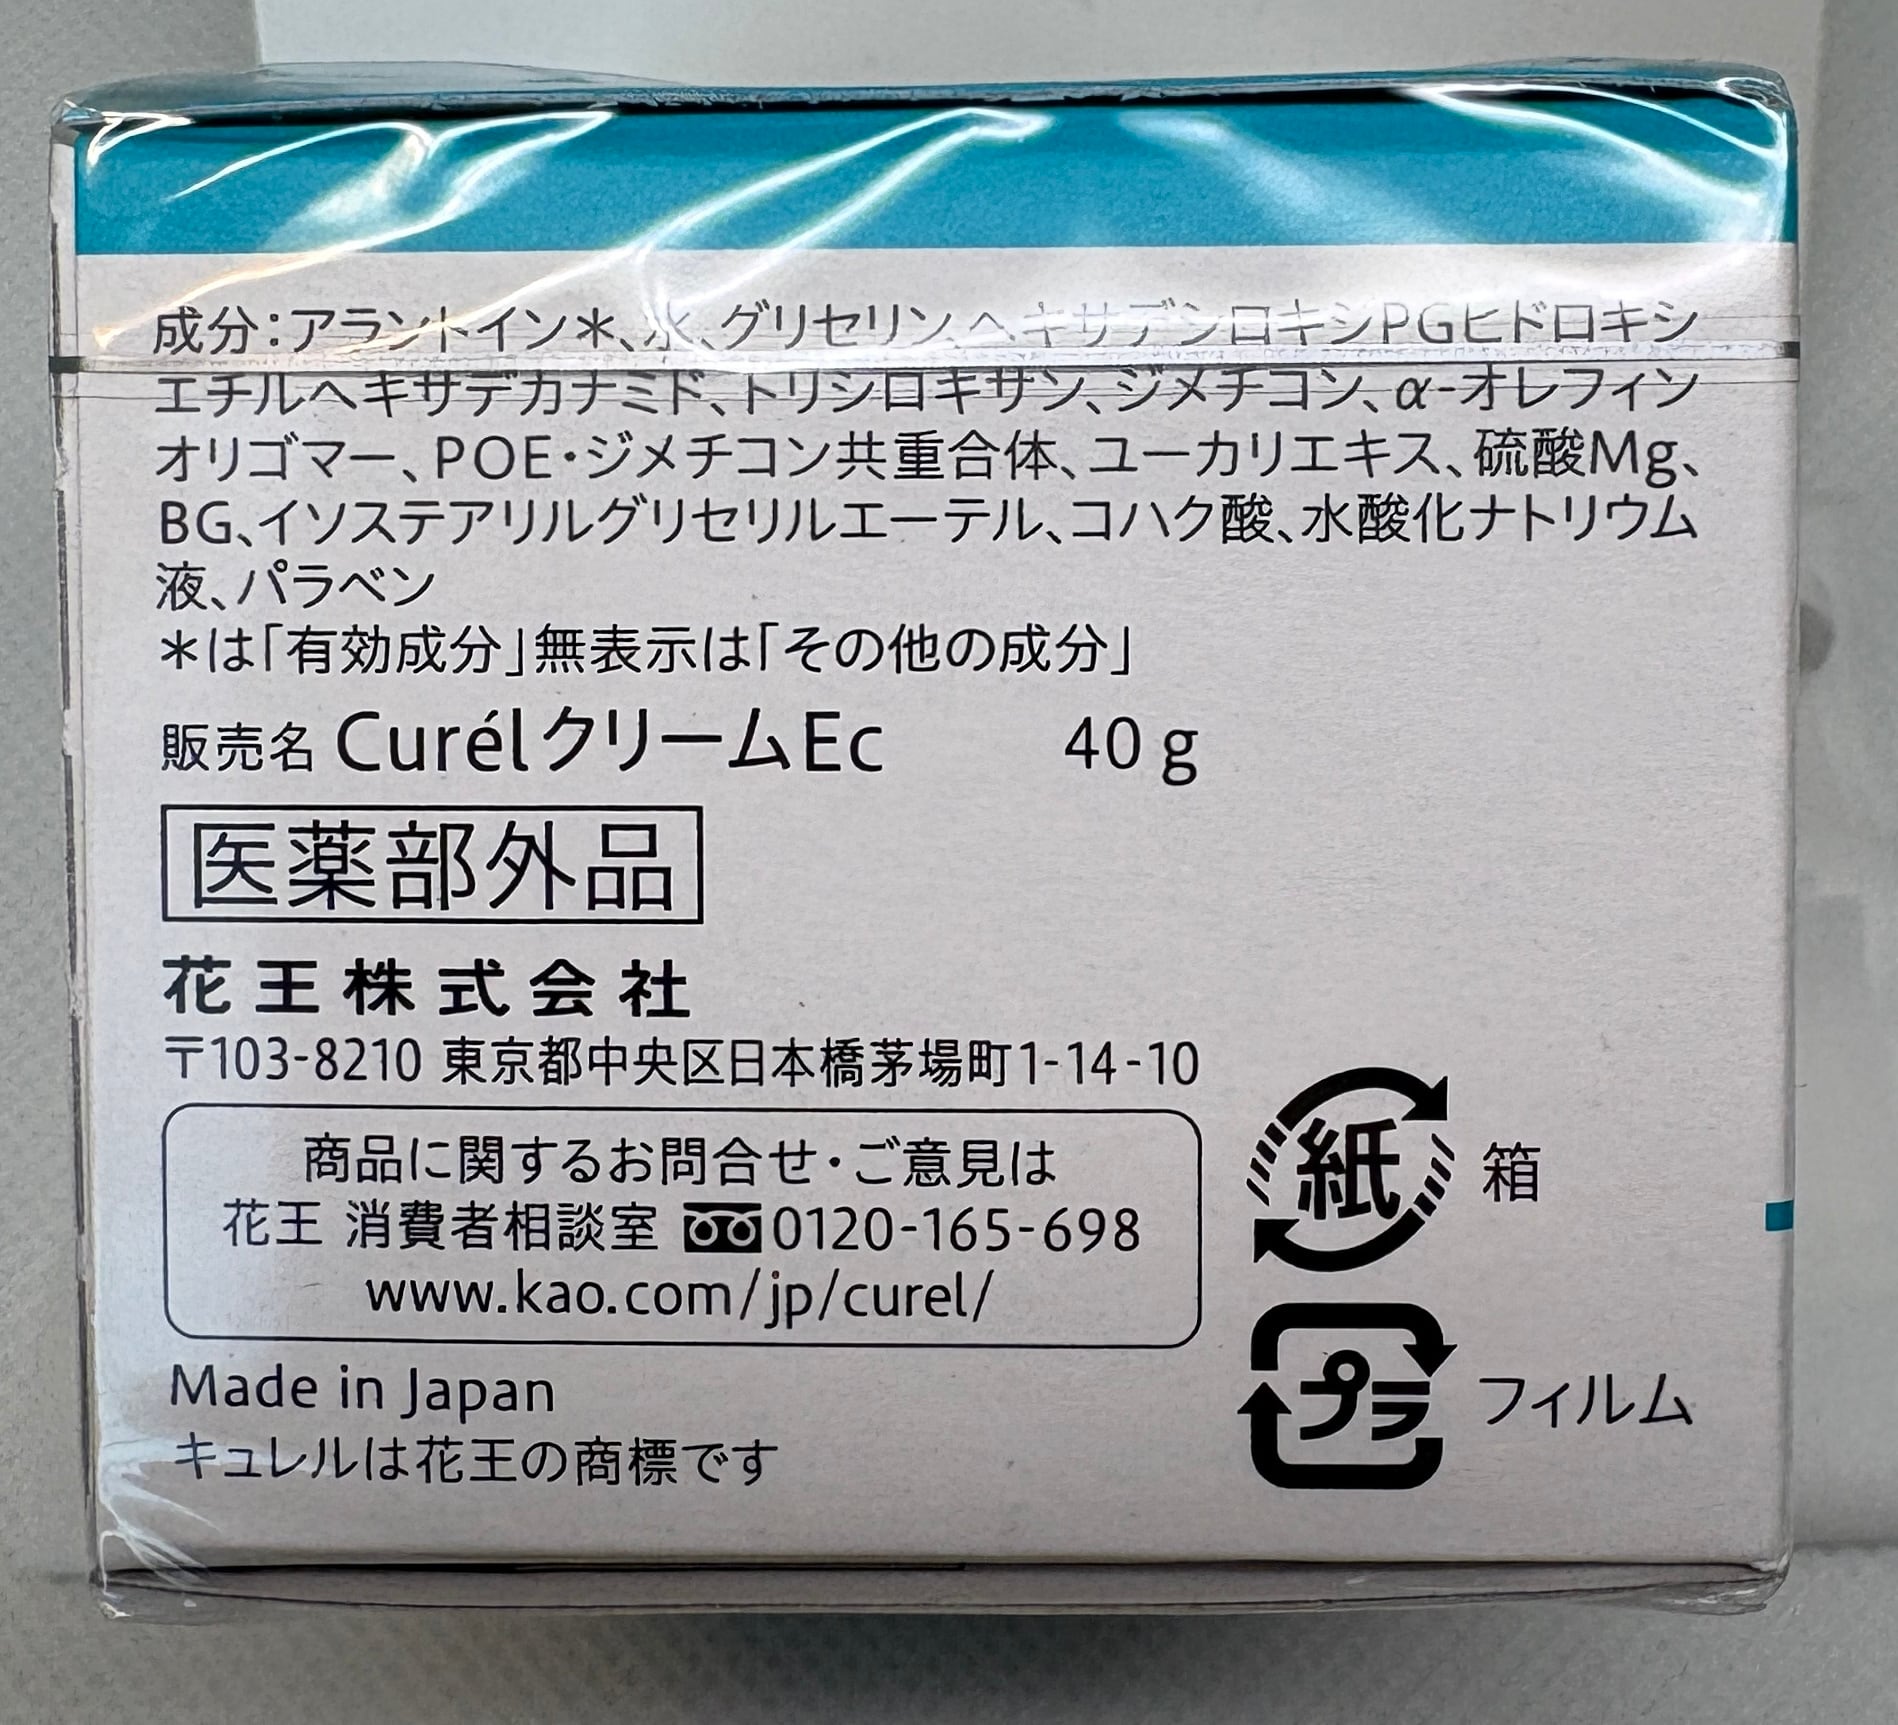 成分：アラントイン＊、水、グリセリン、ヘキサデシロキシPGヒドロキシ
エチルヘキサデカナミド、トリシロキサン、ジメチコン、α-オレフィン
オリゴマー、POE・ジメチコン共重合体、ユーカリエキス、硫酸Mg、
BG、イソステアリルグリセリルエーテル、コハク酸、水酸化ナトリウム
液、パラベン
＊は「有効成分」無表示は「その他の成分」
販売名 CurélクリームEc 40 g
医薬部外品
花王株式会社
〒103-8210 東京都中央区日本橋茅場町1-14-10
商品に関するお問合せ・ご意見は
花王 消費者相談室 0120-165-698
www.kao.com/jp/curel/
紙 箱
プラ フィルム
Made in Japan
キュレルは花王の商標です